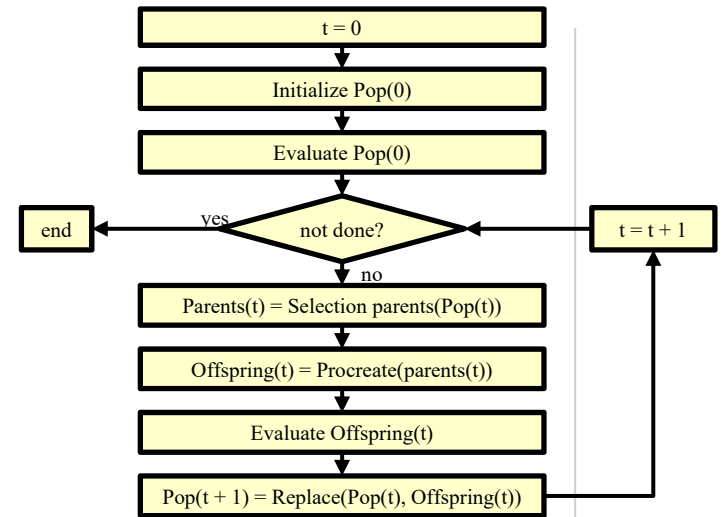 t = 0
Initialize Pop(0)
Evaluate Pop(0)
end
yes
not done?
t = t + 1
no
Parents(t) = Selection parents(Pop(t))
Offspring(t) = Procreate(parents(t))
Evaluate Offspring(t)
Pop(t + 1) = Replace(Pop(t), Offspring(t))